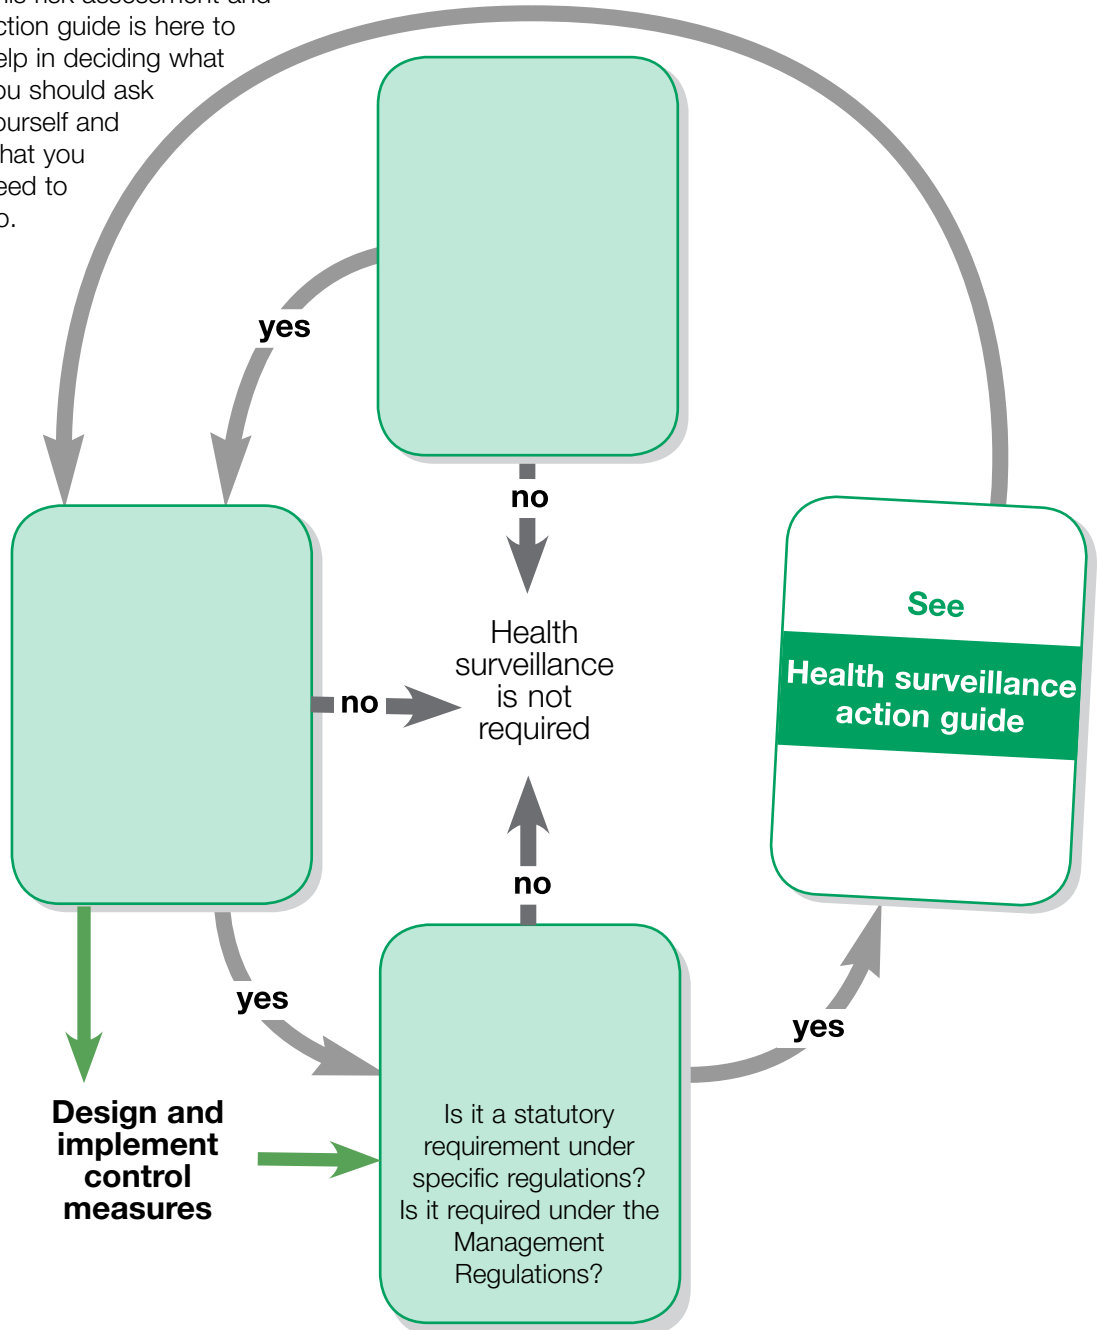 ction guide is here to
elp in deciding what
ou should ask
ourself and
hat you
eed to
o.
yes
no
Health
surveillance
is not
required
no
See
Health surveillance
action guide
no
yes
yes
Design and
implement
control
measures
Is it a statutory
requirement under
specific regulations?
Is it required under the
Management
Regulations?